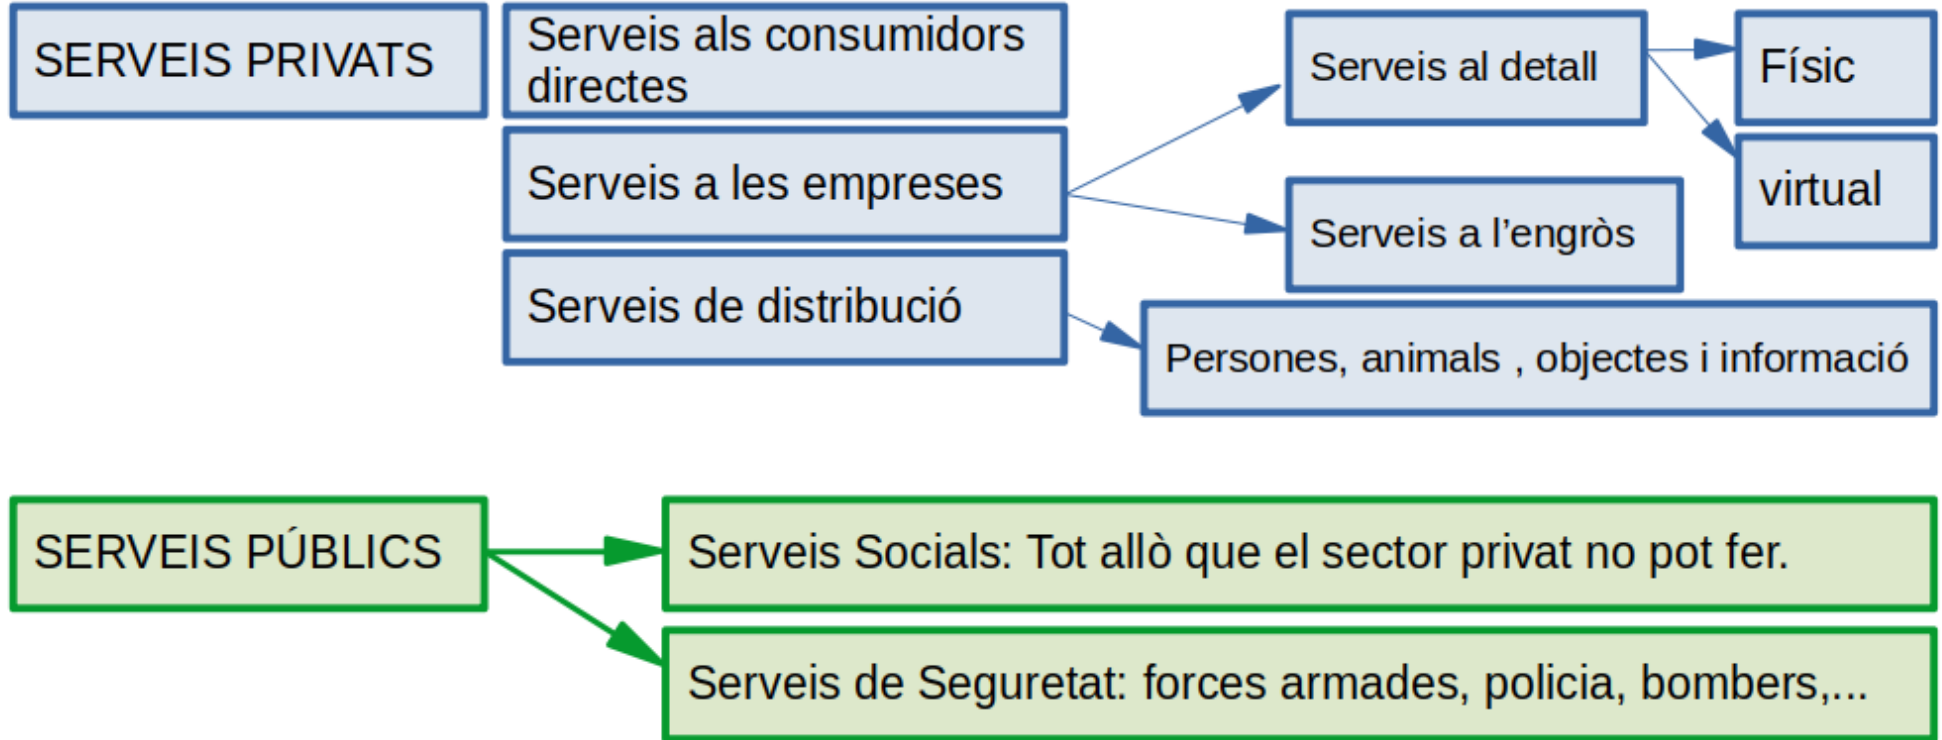 SERVEIS PRIVATS
Serveis als consumidors
directes
Serveis a les empreses
Serveis de distribució
Serveis al detall
Físic
virtual
Serveis a l’engròs
Persones, animals , objectes i informació
SERVEIS PÚBLICS
Serveis Socials: Tot allò que el sector privat no pot fer.
Serveis de Seguretat: forces armades, policia, bombers,...